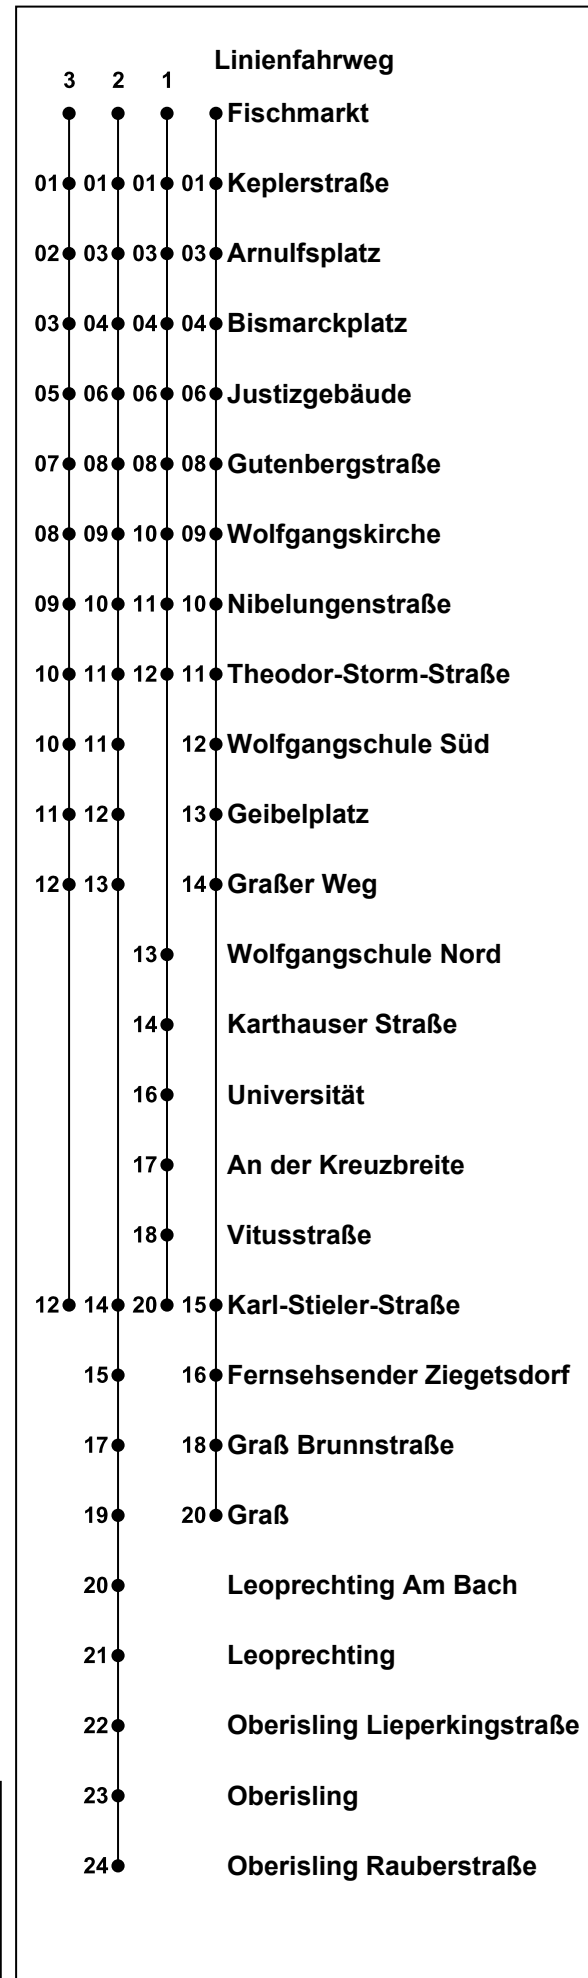 Linienfahrweg
3 2 1
Fischmarkt
01 01 01 01 Keplerstraße
02 03 03 03 Arnulfsplatz
03 04 04 04 Bismarckplatz
05 06 06 06 Justizgebäude
07 08 08 08 Gutenbergstraße
08 09 10 09 Wolfgangskirche
09 10 11 10 Nibelungenstraße
10 11 12 11 Theodor-Storm-Straße
10 11 12 Wolfgangschule Süd
11 12 13 Geibelplatz
12 13 14 Graßer Weg
13 Wolfgangschule Nord
14 Karthauser Straße
16 Universität
17 An der Kreuzbreite
18 Vitusstraße
12 14 20 15 Karl-Stieler-Straße
15 16 Fernsehsender Ziegetsdorf
17 18 Graß Brunnstraße
19 20 Graß
20 Leoprechting Am Bach
21 Leoprechting
22 Oberisling Lieperkingstraße
23 Oberisling
24 Oberisling Rauberstraße